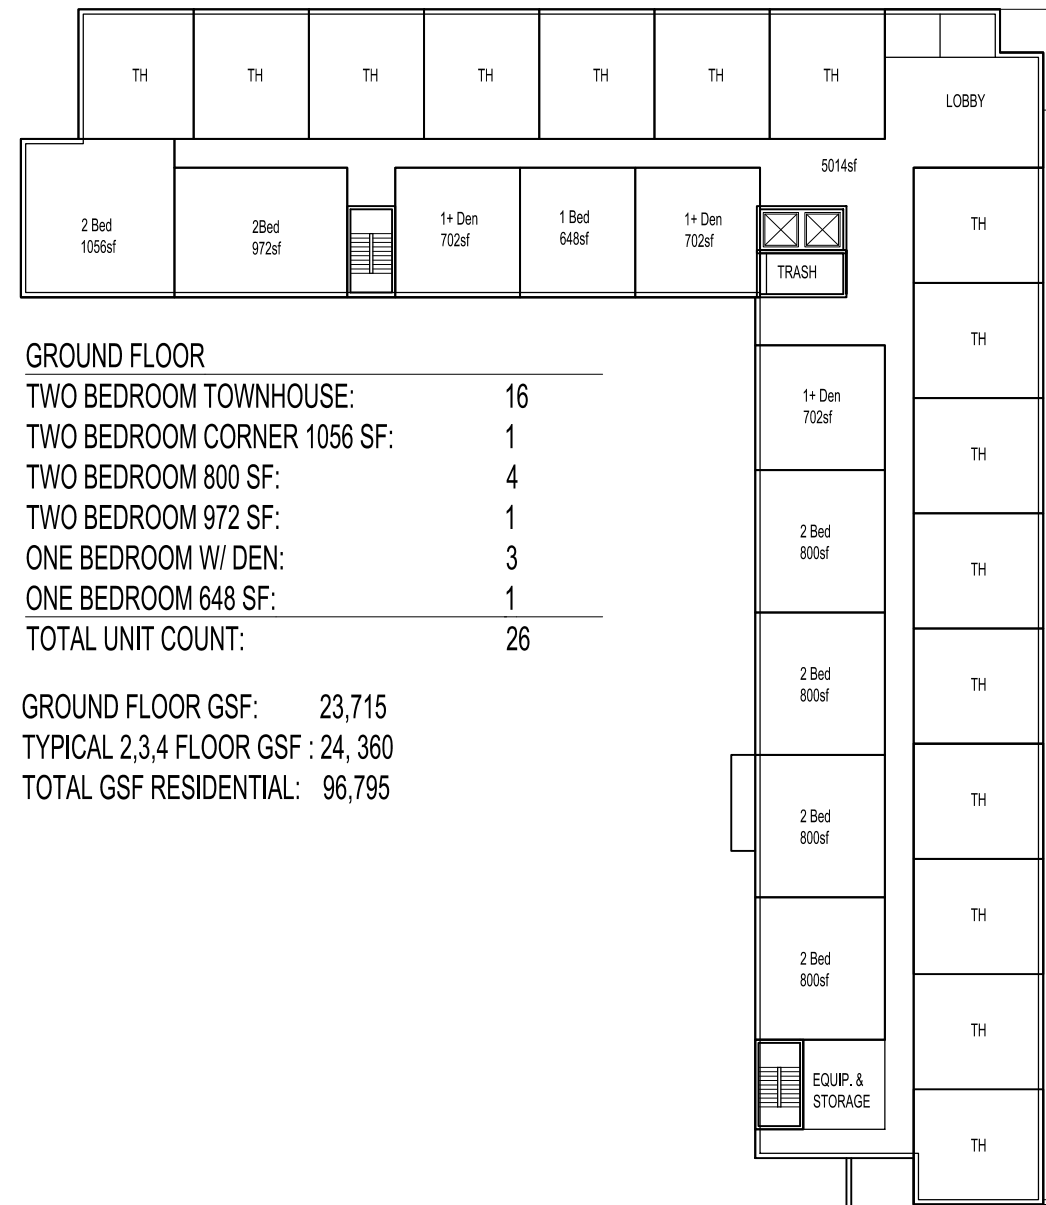 TH TH TH TH TH TH TH
LOBBY
5014sf
2 Bed
1056sf
2Bed
972sf
1+ Den
702sf
1 Bed
648sf
1+ Den
702sf
TRASH
TH
TH
TH
TH
TH
TH
TH
TH
TH
1+ Den
702sf
2 Bed
800sf
2 Bed
800sf
2 Bed
800sf
2 Bed
800sf
EQUIP. &
STORAGE
GROUND FLOOR
TWO BEDROOM TOWNHOUSE: 16
TWO BEDROOM CORNER 1056 SF: 1
TWO BEDROOM 800 SF: 4
TWO BEDROOM 972 SF: 1
ONE BEDROOM W/ DEN: 3
ONE BEDROOM 648 SF: 1
TOTAL UNIT COUNT: 26
GROUND FLOOR GSF: 23,715
TYPICAL 2,3,4 FLOOR GSF : 24, 360
TOTAL GSF RESIDENTIAL: 96,795